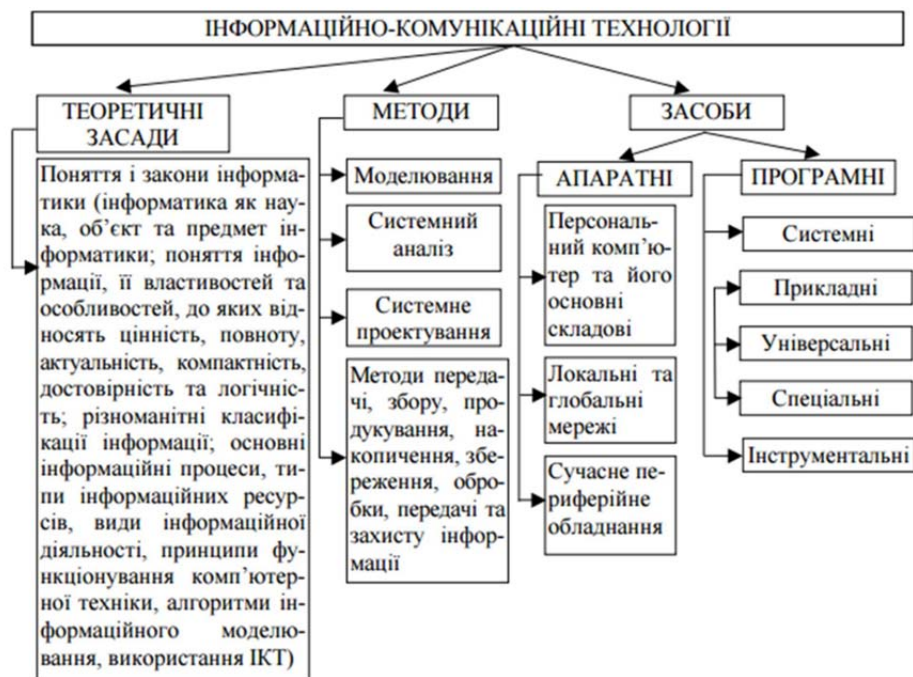 ІНФОРМАЦІЙНО-КОМУНІКАЦІЙНІ ТЕХНОЛОГІЇ
ТЕОРЕТИЧНІ
ЗАСАДИ
Поняття і закони інформа-
тики (інформатика як нау-
ка, об’єкт та предмет ін-
форматики; поняття інфо-
рмації, її властивостей та
особливостей, до яких від-
носять цінність, повноту,
актуальність, компактність,
достовірність та логічність;
різноманітні класифі-
кації інформації; основні
інформаційні процеси, ти-
пи інформаційних ресур-
сів, види інформаційної
діяльності, принципи фу-
нкціонування комп’ютер-
ної техніки, алгоритми ін-
формаційного моделю-
вання, використання ІКТ)
МЕТОДИ
Моделювання
Системний
аналіз
Системне
проектування
Методи переда-
чі, збору, про-
дукування, на-
копичення, збе-
реження, обро-
бки, передачі та
захисту інфор-
мації
ЗАСОБИ
АПАРАТНІ
Персональ-
ний комп’ю-
тер та його
основні
складові
Локальні та
глобальні
мережі
Сучасне пе-
риферійне
обладнання
ПРОГРАМНІ
Системні
Прикладні
Універсальні
Спеціальні
Інструментальні